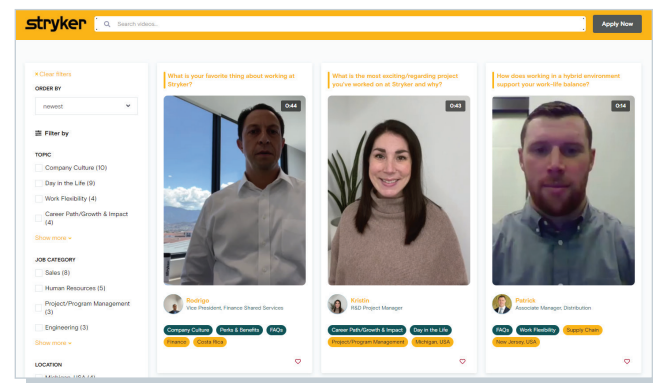 stryker
Search videos...
Apply Now
Clear filters
ORDER BY
newest
Filter by
TOPIC
Company Culture (10)
Day in the Life (9)
Work Flexibility (4)
Career Path/Growth & Impact
(4)
Show more
JOB CATEGORY
Sales (8)
Human Resources (5)
Project/Program Management
(3)
Engineering (3)
Show more
LOCATION
What is your favorite thing about working at
Stryker?
0:44
Rodrigo
Vice President, Finance Shared Services
Company Culture
Perks & Benefits
FAQs
Finance
Costa Rica
What is the most exciting/regarding project
you've worked on at Stryker and why?
0:43
Kristin
R&D Project Manager
Career Path/Growth & Impact
Day in the Life
Project/Program Management
Michigan, USA
How does working in a hybrid environment
support your work-life balance?
0:14
Patrick
Associate Manager, Distribution
FAQs
Work Flexibility
Supply Chain
New Jersey, USA